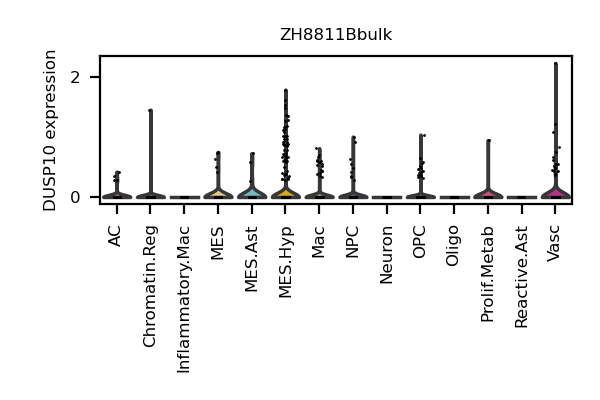 ZH8811Bbulk
DUSP10 expression
2
0
AC
Chromatin.Reg
Inflammatory.Mac
MES
MES.Ast
MES.Hyp
Mac
NPC
Neuron
OPC
Oligo
Prolif.Metab
Reactive.Ast
Vasc